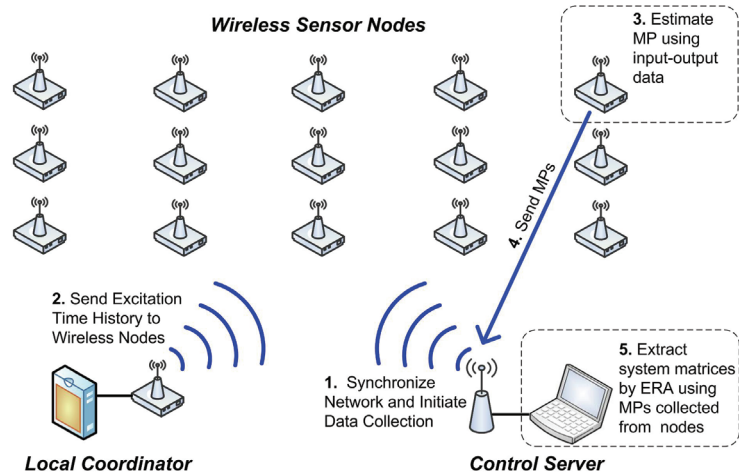 Wireless Sensor Nodes
3. Estimate
MP using
input-output
data
4. Send MPs
2. Send Excitation
Time History to
Wireless Nodes
1. Synchronize
Network and Initiate
Data Collection
5. Extract
system matrices
by ERA using
MPs collected
from nodes
Local Coordinator
Control Server